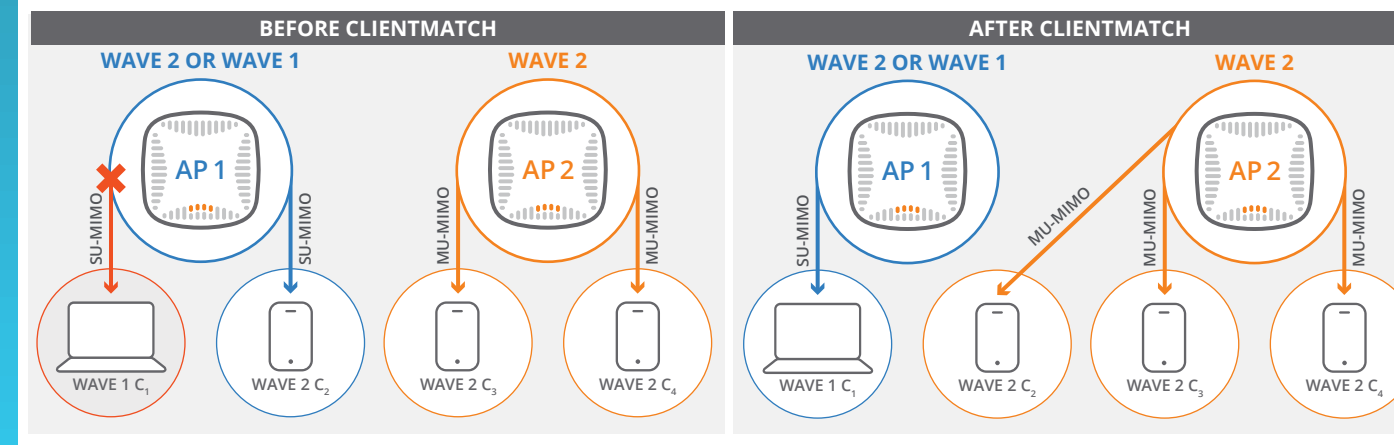 BEFORE CLIENTMATCH
WAVE 2 OR WAVE 1
WAVE 2
AP 1
AP 2
SU-MIMO
SU-MIMO
MU-MIMO
MU-MIMO
WAVE 1 C1
WAVE 2 C2
WAVE 2 C3
WAVE 2 C4
AFTER CLIENTMATCH
WAVE 2 OR WAVE 1
WAVE 2
AP 1
AP 2
SU-MIMO
MU-MIMO
MU-MIMO
MU-MIMO
WAVE 1 C1
WAVE 2 C2
WAVE 2 C3
WAVE 2 C4